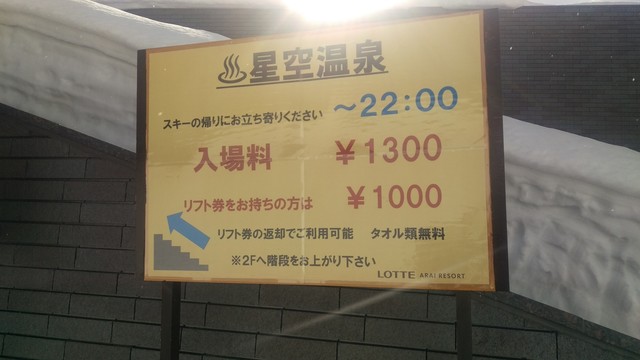 ♨星空温泉
スキーの帰りにお立ち寄りください ～22:00
入場料 ￥1300
リフト券をお持ちの方は ￥1000
リフト券の返却でご利用可能 タオル類無料
※2Fへ階段をお上がり下さい
LOTTE ARAI RESORT